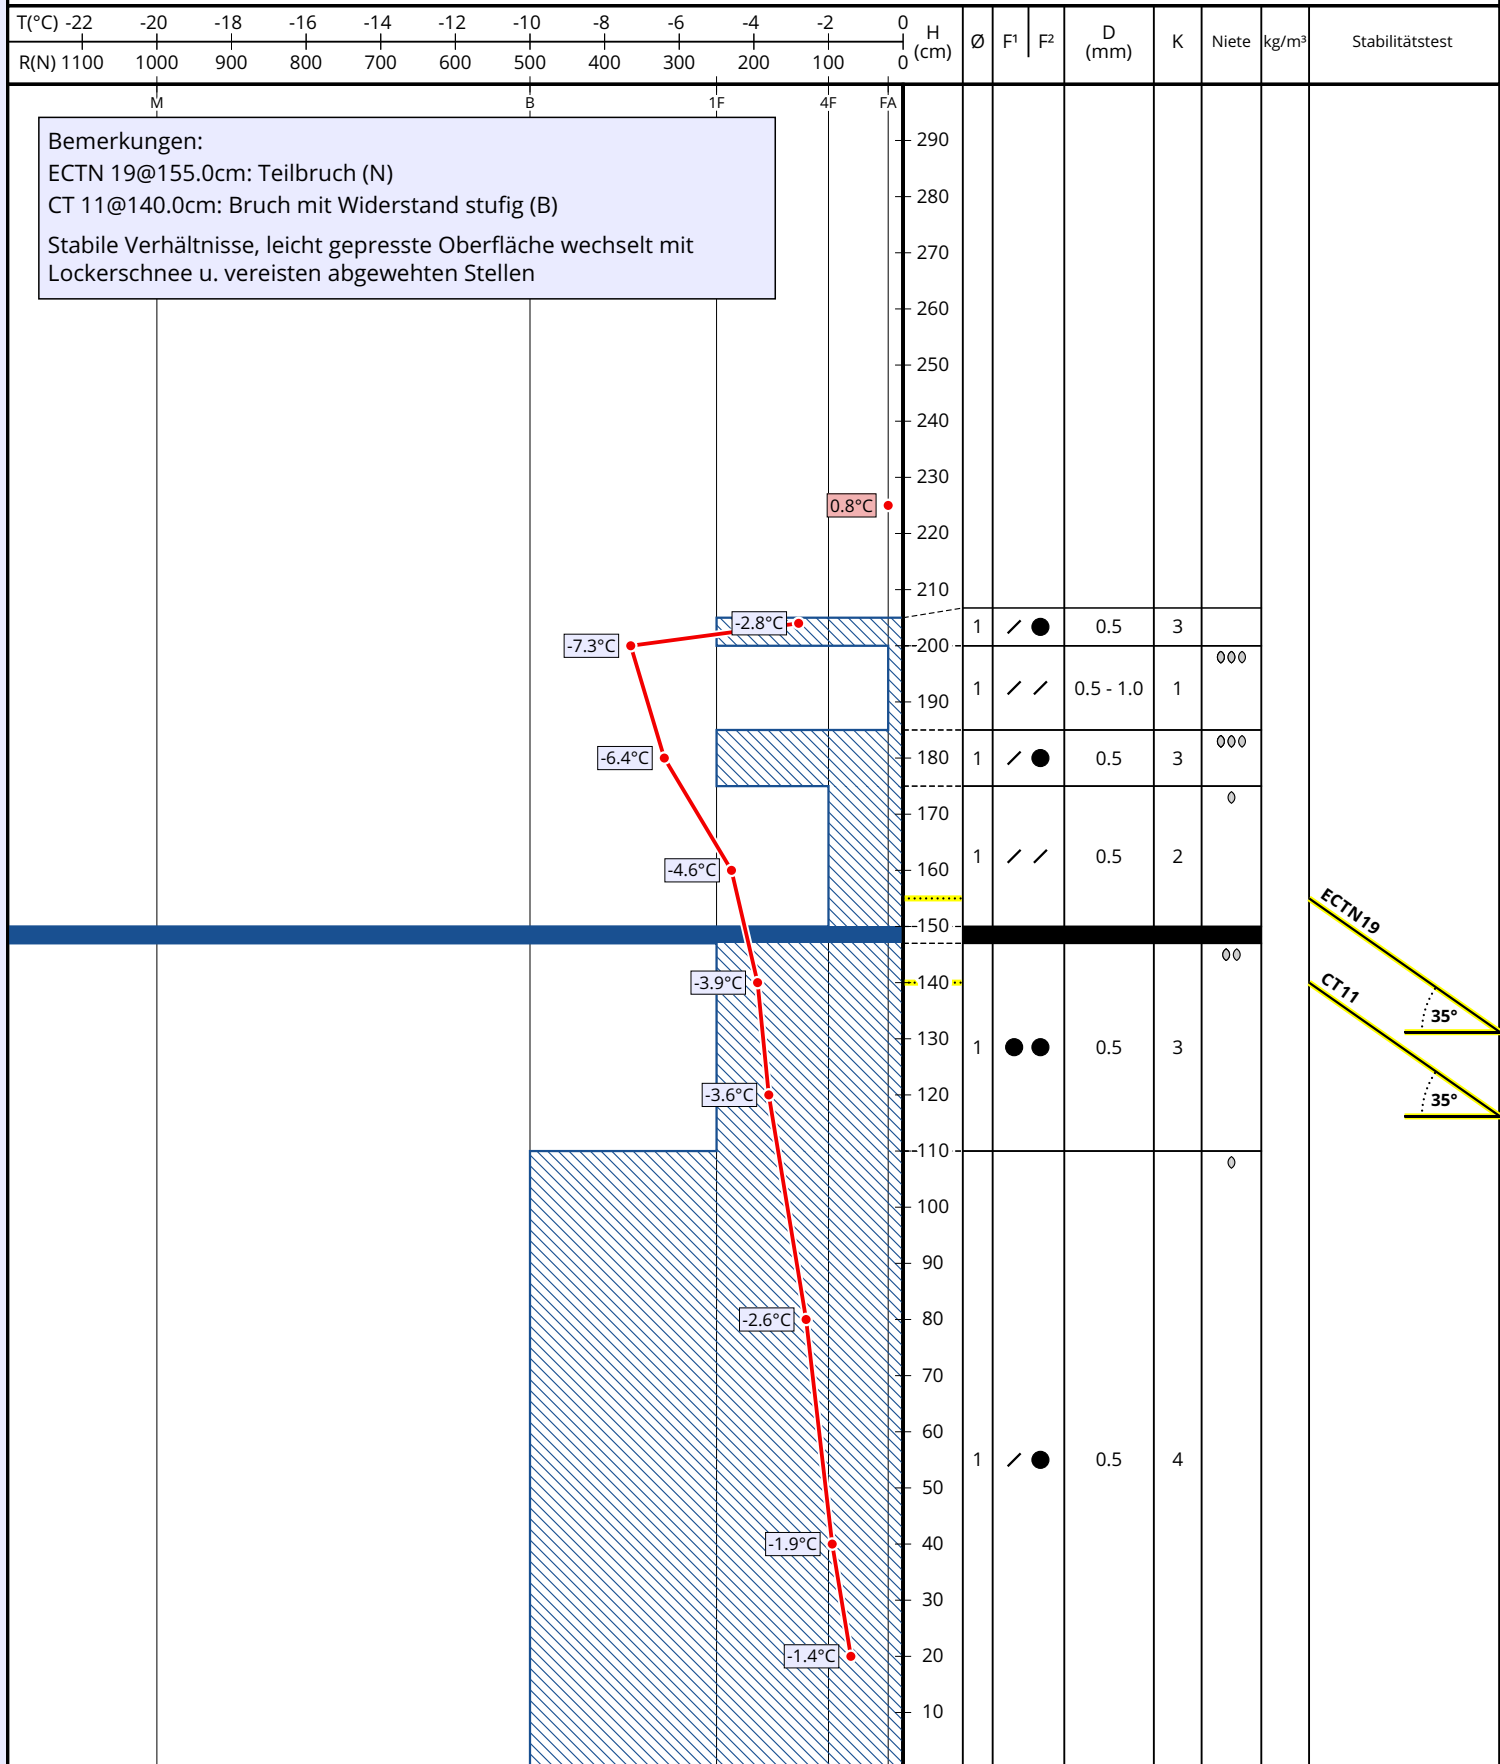 T(°C) -22 -20 -18 -16 -14 -12 -10 -8 -6 -4 -2 0
R(N) 1100 1000 900 800 700 600 500 400 300 200 100 0
H (cm) Ø F¹ F² D (mm) K Niete kg/m³ Stabilitätstest
M B 1F 4F FA
Bemerkungen:
ECTN 19@155.0cm: Teilbruch (N)
CT 11@140.0cm: Bruch mit Widerstand stufig (B)
Stabile Verhältnisse, leicht gepresste Oberfläche wechselt mit
Lockerschnee u. vereisten abgewehten Stellen
290
280
270
260
250
240
230
0.8°C
220
210
-2.8°C 1 0.5 3
-7.3°C 200
1 0.5 - 1.0 1
190
-6.4°C 180 1 0.5 3
170
1 0.5 2
-4.6°C 160
ECTN19
150
-3.9°C 140 CT11
35°
130
1 0.5 3
-3.6°C 120 35°
110
100
90
-2.6°C 80
70
60
1 0.5 4
50
-1.9°C 40
30
-1.4°C 20
10